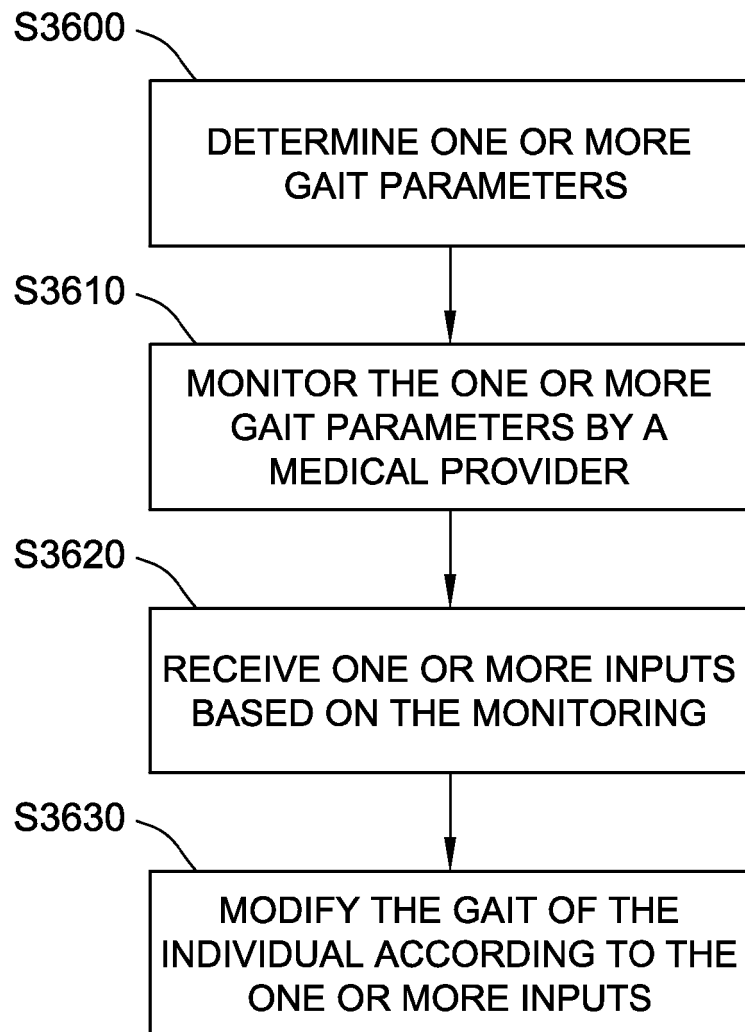 S3600
DETERMINE ONE OR MORE
GAIT PARAMETERS
S3610
MONITOR THE ONE OR MORE
GAIT PARAMETERS BY A
MEDICAL PROVIDER
S3620
RECEIVE ONE OR MORE INPUTS
BASED ON THE MONITORING
S3630
MODIFY THE GAIT OF THE
INDIVIDUAL ACCORDING TO THE
ONE OR MORE INPUTS